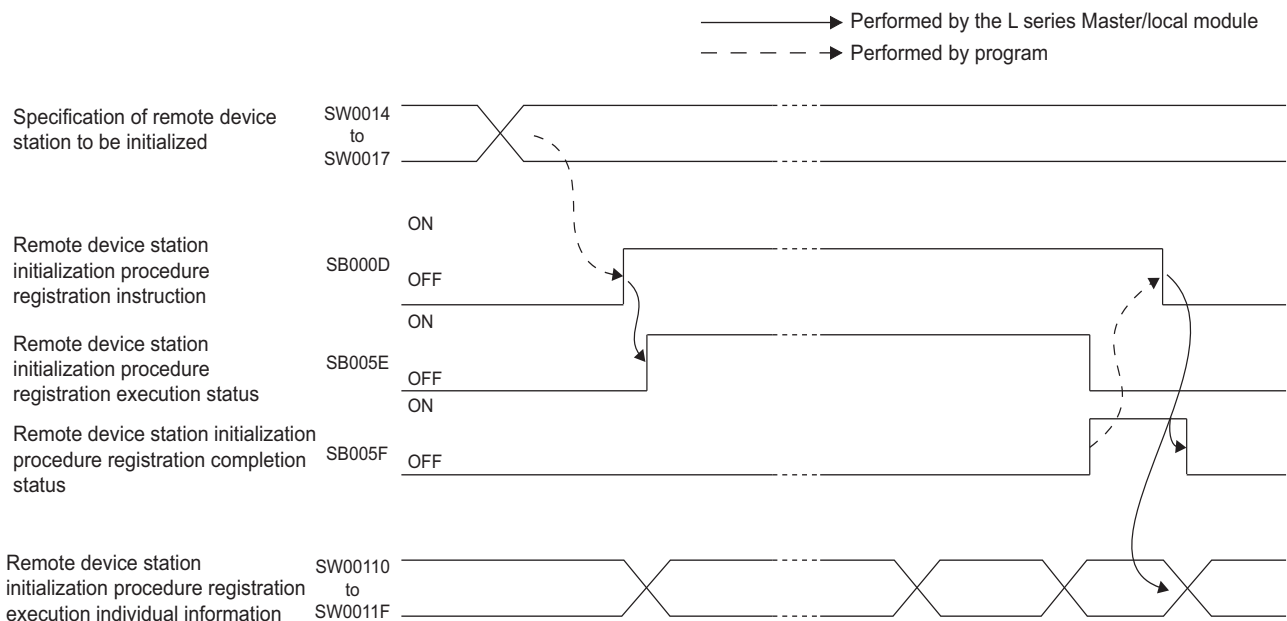 Performed by the L series Master/local module
Performed by program
Specification of remote device
station to be initialized
SW0014
to
SW0017
Remote device station
initialization procedure
registration instruction
SB000D
ON
OFF
Remote device station
initialization procedure
registration execution status
SB005E
ON
OFF
Remote device station initialization
procedure registration completion
status
SB005F
ON
OFF
Remote device station
initialization procedure registration
execution individual information
SW00110
to
SW0011F